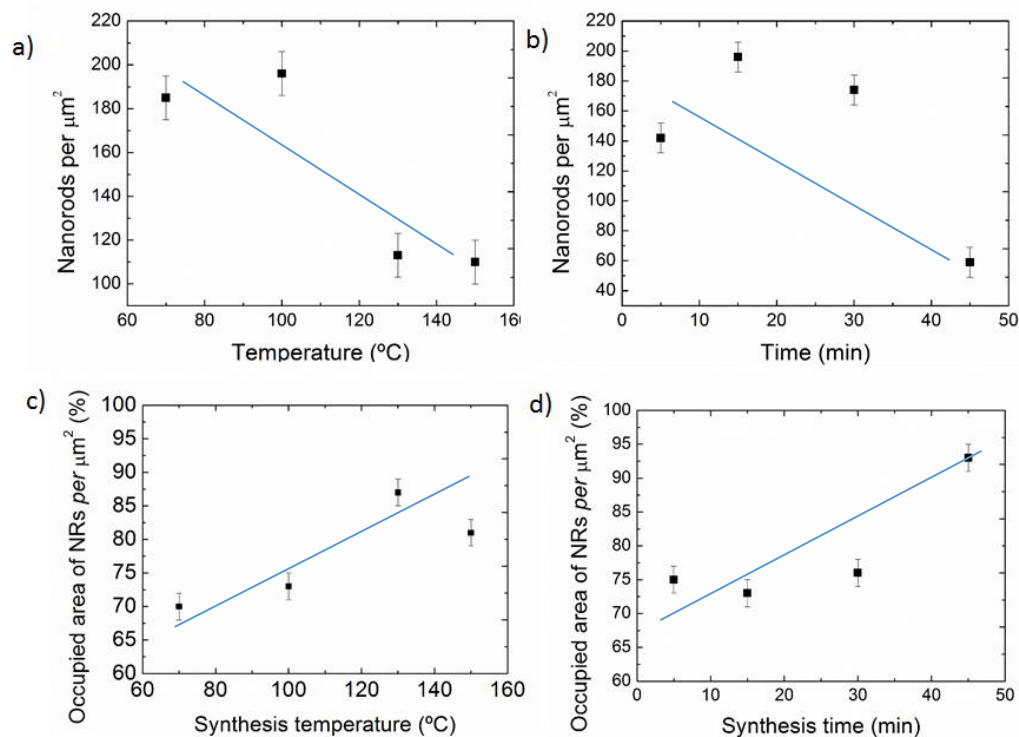 a)
220
200
180
160
140
120
100
Nanorods per μm²
60 80 100 120 140 16
Temperature (ºC)
b)
220
200
180
160
140
120
100
80
60
40
Nanorods per μm²
0 10 20 30 40 50
Time (min)
c)
100
95
90
85
80
75
70
65
60
Occupied area of NRs per μm² (%)
60 80 100 120 140 160
Synthesis temperature (ºC)
d)
100
95
90
85
80
75
70
65
60
Occupied area of NRs per μm² (%)
0 10 20 30 40 50
Synthesis time (min)